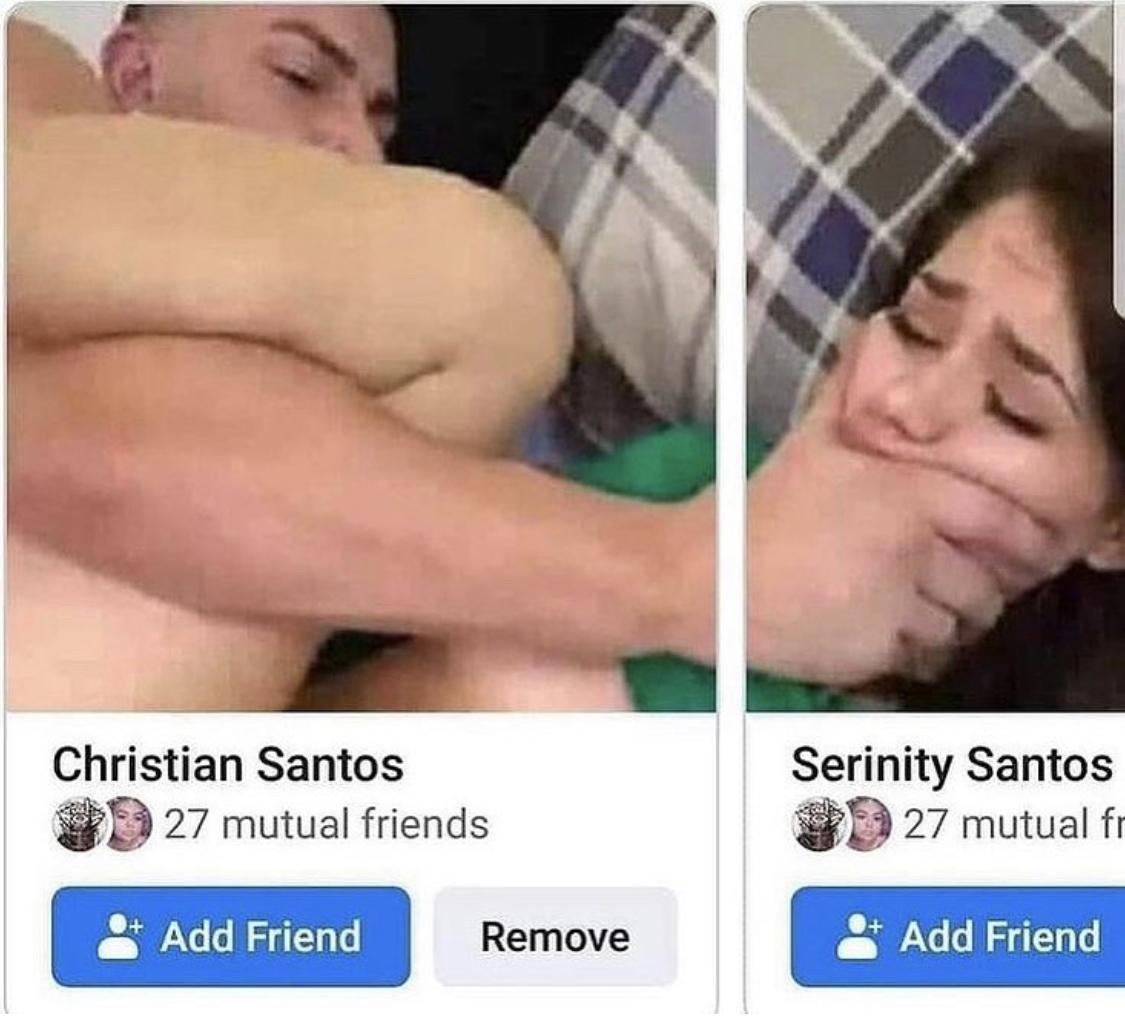 Christian Santos
27 mutual friends
Add Friend
Remove
Serinity Santos
27 mutual fr
Add Friend